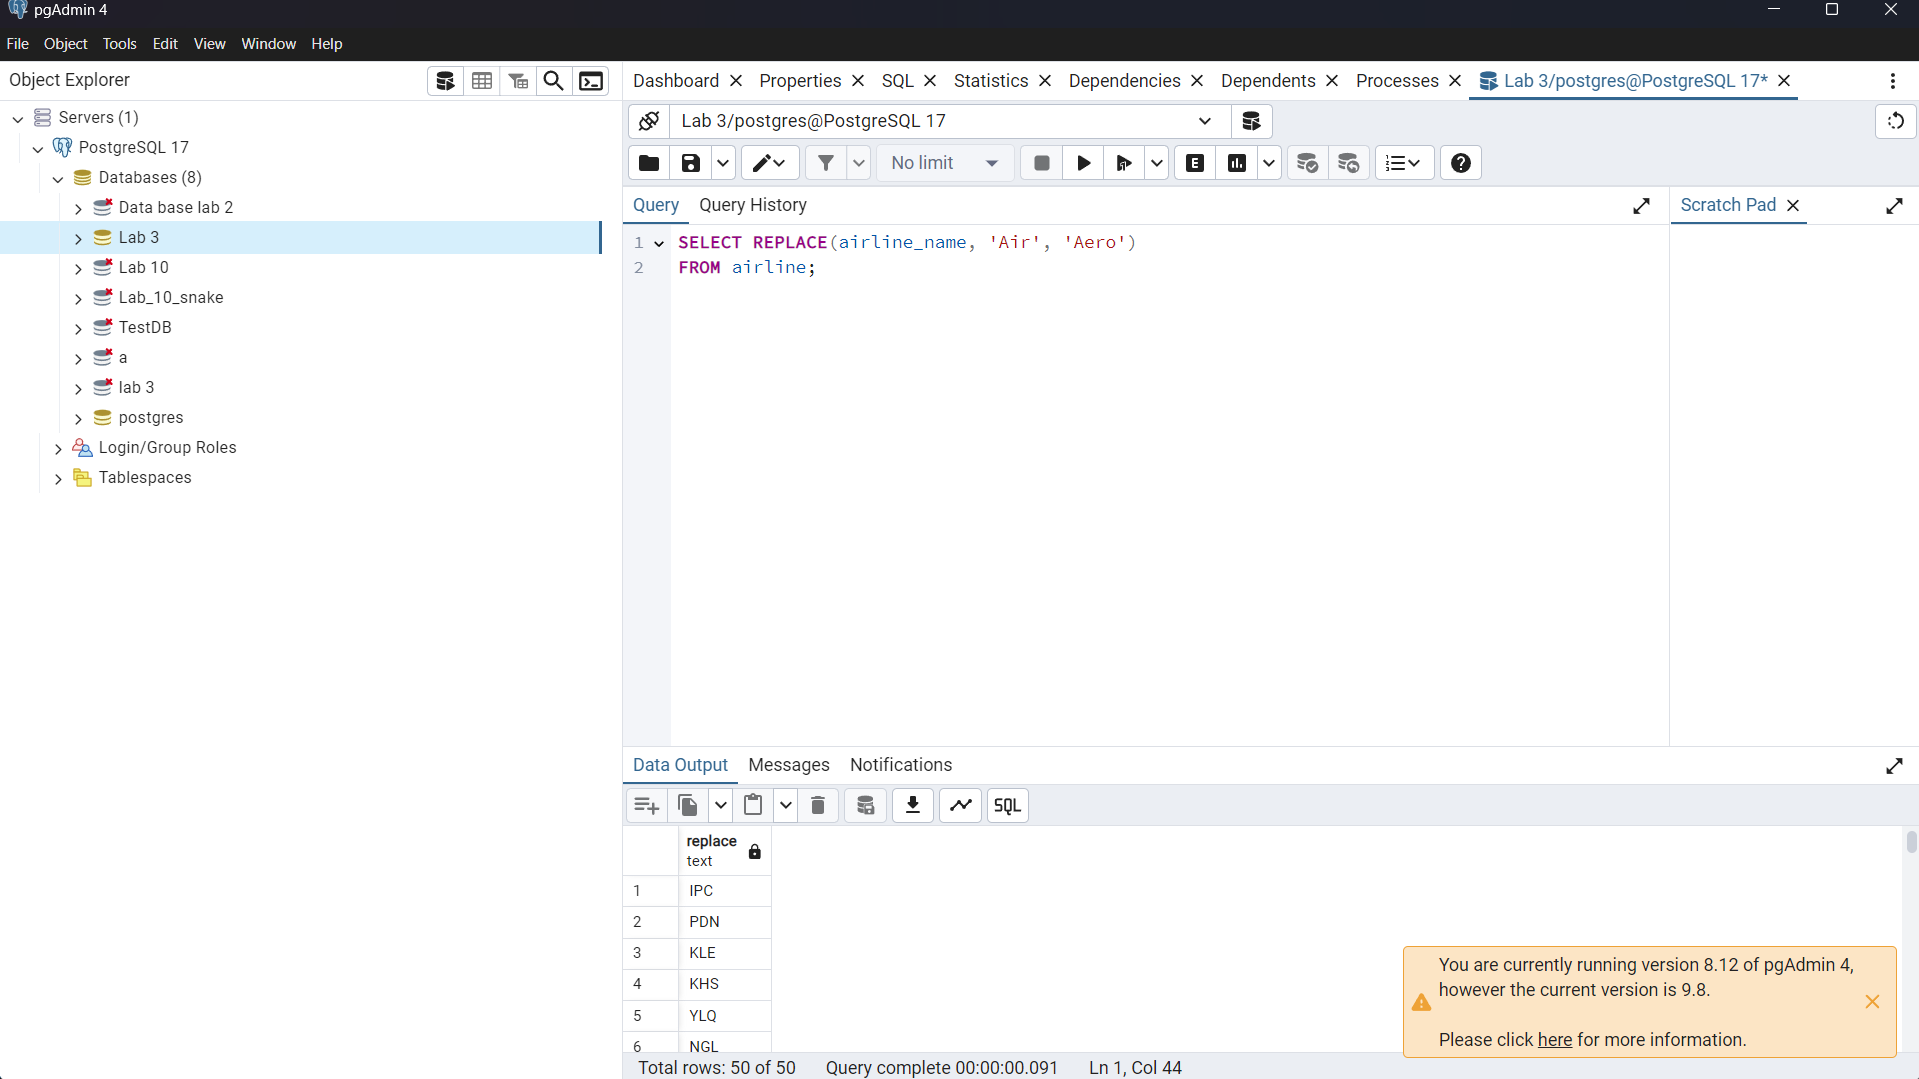 pgAdmin 4
File Object Tools Edit View Window Help
Object Explorer
Servers (1)
PostgreSQL 17
Databases (8)
Data base lab 2
Lab 3
Lab 10
Lab_10_snake
TestDB
a
lab 3
postgres
Login/Group Roles
Tablespaces
Dashboard Properties SQL Statistics Dependencies Dependents Processes Lab 3/postgres@PostgreSQL 17*
Lab 3/postgres@PostgreSQL 17
No limit E
Query Query History
Scratch Pad
1 SELECT REPLACE(airline_name, 'Air', 'Aero')
2 FROM airline;
Data Output Messages Notifications
SQL
replace
text
1 IPC
2 PDN
3 KLE
4 KHS
5 YLQ
6 NGL
Total rows: 50 of 50 Query complete 00:00:00.091 Ln 1, Col 44
You are currently running version 8.12 of pgAdmin 4,
however the current version is 9.8.
Please click here for more information.